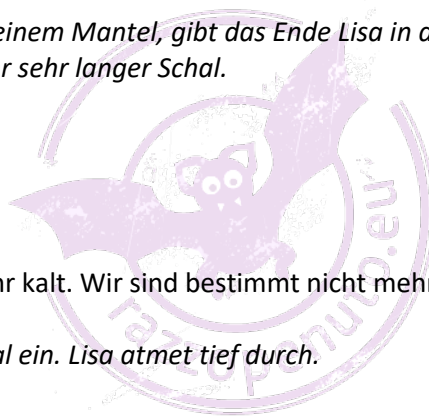 einem Mantel, gibt das Ende Lisa in d
r sehr langer Schal.
hr kalt. Wir sind bestimmt nicht mehr
al ein. Lisa atmet tief durch.
razzopenuto.eu